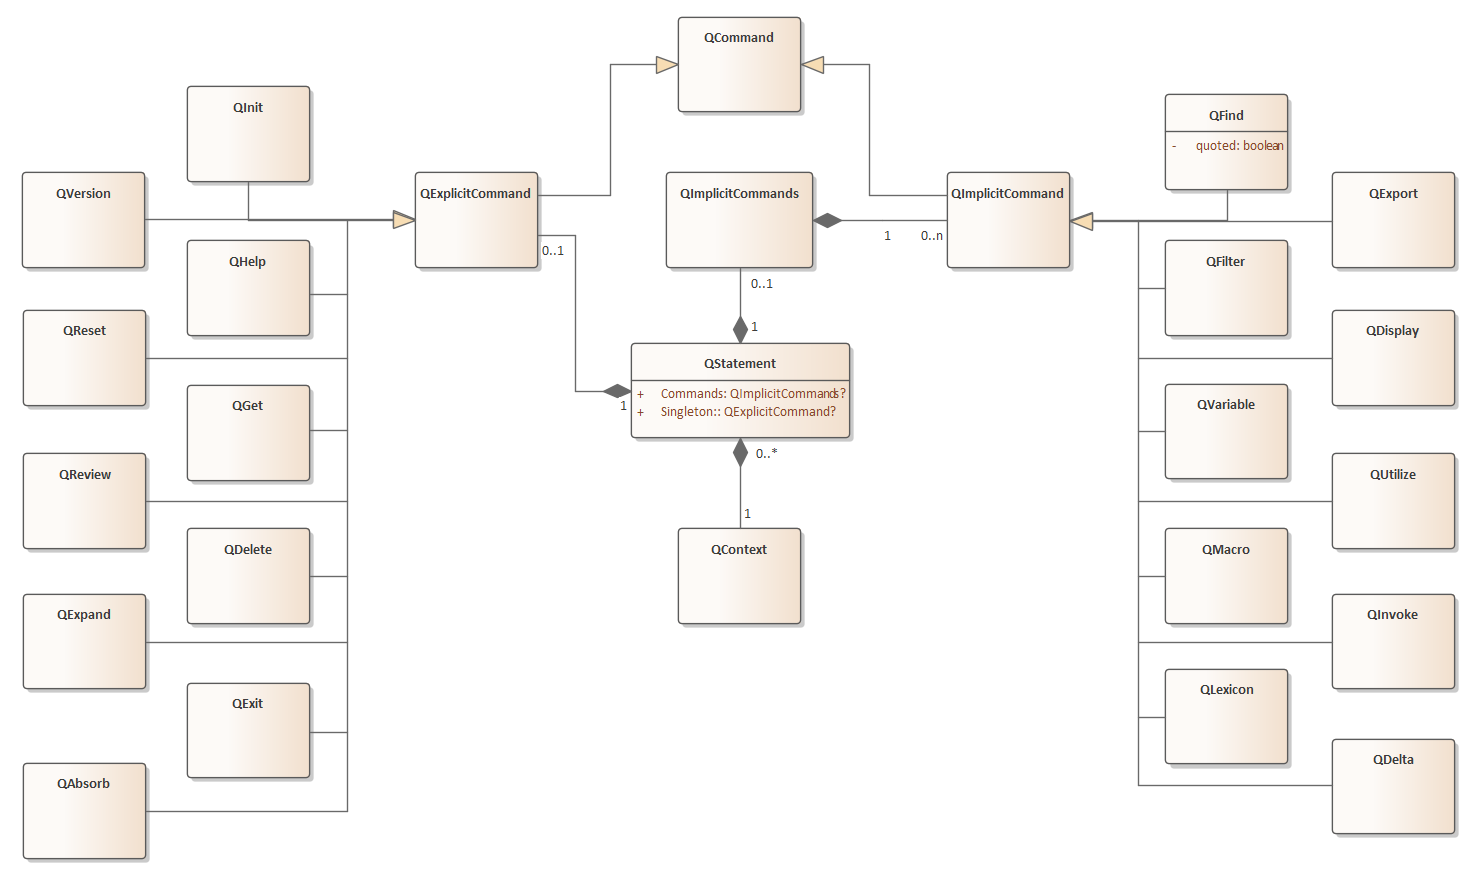 QCommand
QInit
QFind
- quoted: boolean
QVersion
QExplicitCommand
QImplicitCommands
QImplicitCommand
QExport
1
0..n
0..1
QHelp
QFilter
0..1
1
QReset
QDisplay
QStatement
+ Commands: QImplicitCommands?
+ Singleton:: QExplicitCommand?
1
QGet
QVariable
0..*
QReview
QUtilize
1
QDelete
QContext
QMacro
QExpand
QInvoke
QExit
QLexicon
QAbsorb
QDelta